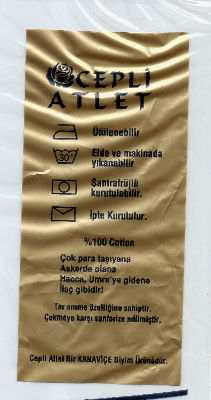 CEPLİ
ATLET
Ütülenebilir
30°
Elde ve makinada
yıkanabilir
Santrafrüjlü
kurutulabilir.
İpte Kurutulur.
%100 Cotton
Çok para taşıyana
Askerde olana
Hacca, Umre'ye gidene
İlaç gibidir!
Ter emme özelliğine sahiptir.
Çekmeye karşı sanforize edilmiştir.
Cepli Atlet Bir KANAVİÇE Giyim Ürünüdür.